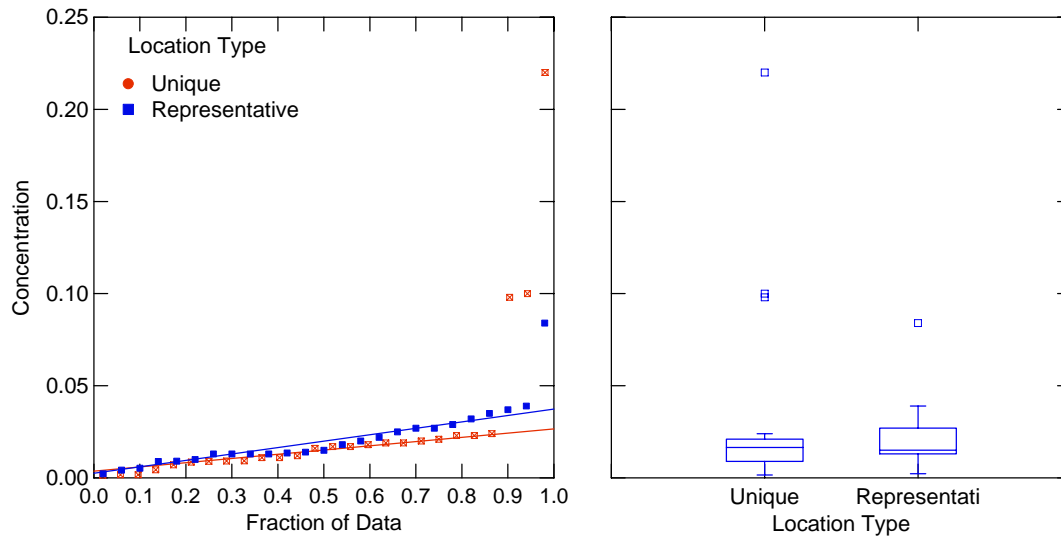 0.25
0.20
0.15
0.10
0.05
0.00
Concentration
Location Type
Unique
Representative
0.0 0.1 0.2 0.3 0.4 0.5 0.6 0.7 0.8 0.9 1.0
Fraction of Data
Unique Representati
Location Type